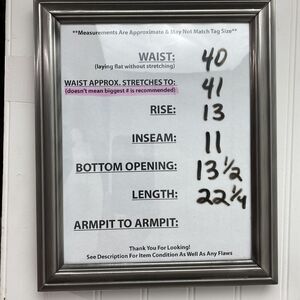 **Measurements Are Approximate & May Not Match Tag Size**
WAIST: 40
(laying flat without stretching)
WAIST APPROX. STRETCHES TO: 41
(doesn't mean biggest # is recommended)
RISE: 13
INSEAM: 11
BOTTOM OPENING: 13 1/2
LENGTH: 22 1/4
ARMPIT TO ARMPIT:
Thank You For Looking!
See Description For Item Condition As Well As Any Flaws